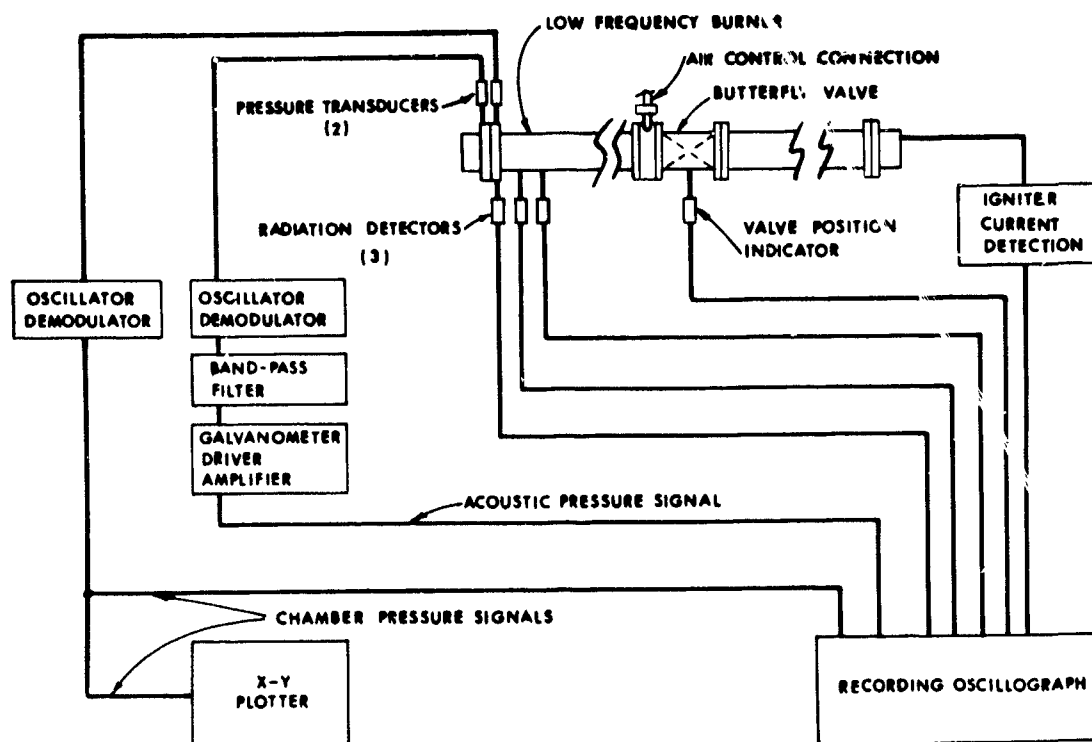 LOW FREQUENCY BURNER
AIR CONTROL CONNECTION
BUTTERFLY VALVE
PRESSURE TRANSDUCERS
(2)
RADIATION DETECTORS
(3)
VALVE POSITION
INDICATOR
IGNITER
CURRENT
DETECTION
OSCILLATOR
DEMODULATOR
OSCILLATOR
DEMODULATOR
BAND-PASS
FILTER
GALVANOMETER
DRIVER
AMPLIFIER
ACOUSTIC PRESSURE SIGNAL
CHAMBER PRESSURE SIGNALS
X-Y
PLOTTER
RECORDING OSCILLOGRAPH